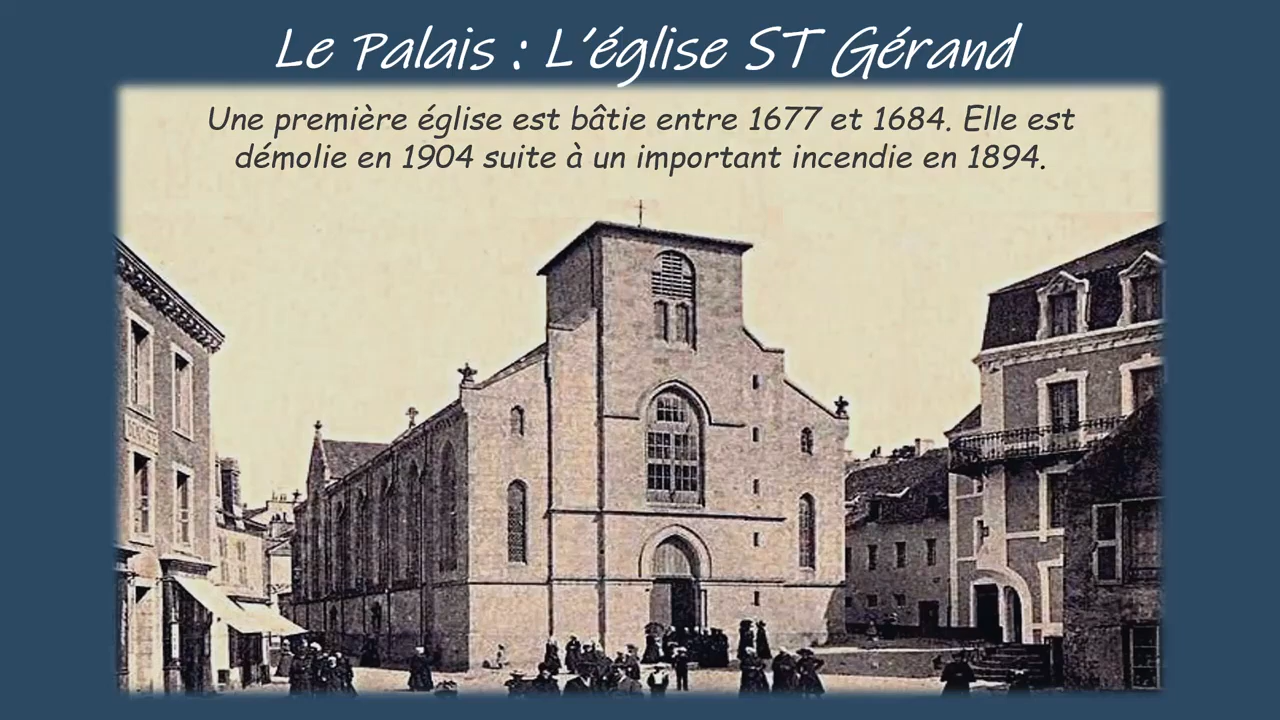 Le Palais : L'église ST Gérand
Une première église est bâtie entre 1677 et 1684. Elle est
démolie en 1904 suite à un important incendie en 1894.